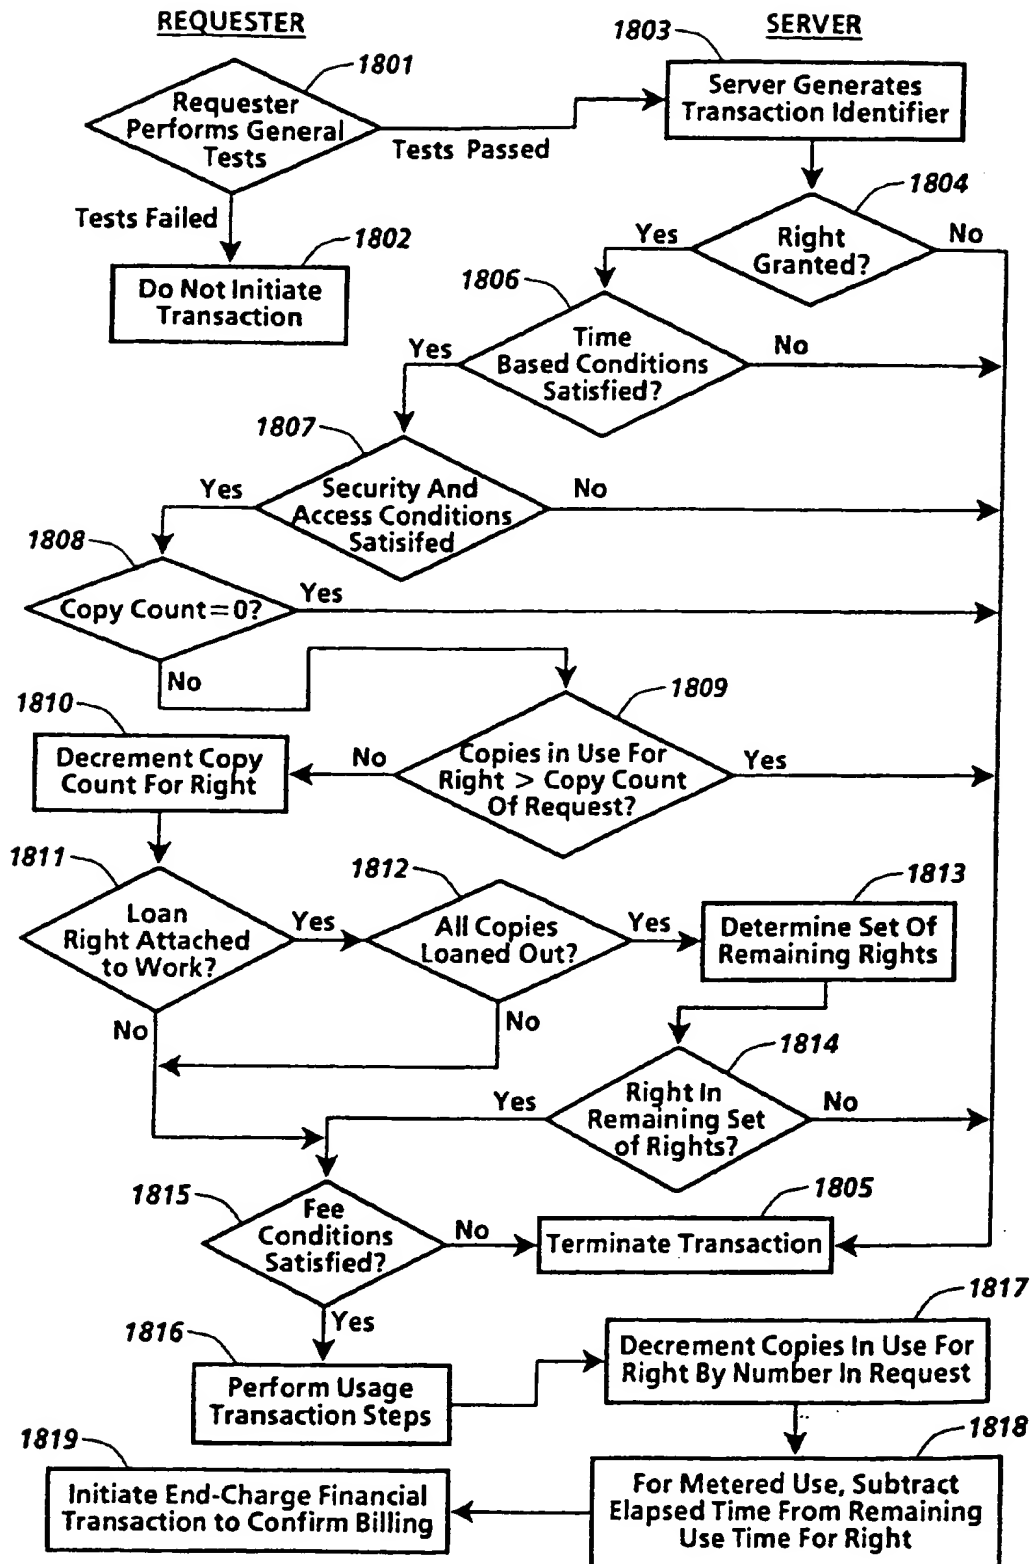 REQUESTER
SERVER
1801
1803
Requester
Performs General
Tests
Server Generates
Transaction Identifier
Tests Passed
Tests Failed
1802
Do Not Initiate
Transaction
1804
Right
Granted?
Yes
No
1806
Time
Based Conditions
Satisfied?
Yes
No
1807
Security And
Access Conditions
Satisifed
Yes
No
1808
Copy Count=0?
Yes
No
1809
Copies in Use For
Right > Copy Count
Of Request?
No
Yes
1810
Decrement Copy
Count For Right
1811
Loan
Right Attached
to Work?
Yes
No
1812
All Copies
Loaned Out?
Yes
No
1813
Determine Set Of
Remaining Rights
1814
Right In
Remaining Set
of Rights?
Yes
No
1815
Fee
Conditions
Satisfied?
No
Yes
1805
Terminate Transaction
1816
Perform Usage
Transaction Steps
1817
Decrement Copies In Use For
Right By Number In Request
1818
For Metered Use, Subtract
Elapsed Time From Remaining
Use Time For Right
1819
Initiate End-Charge Financial
Transaction to Confirm Billing